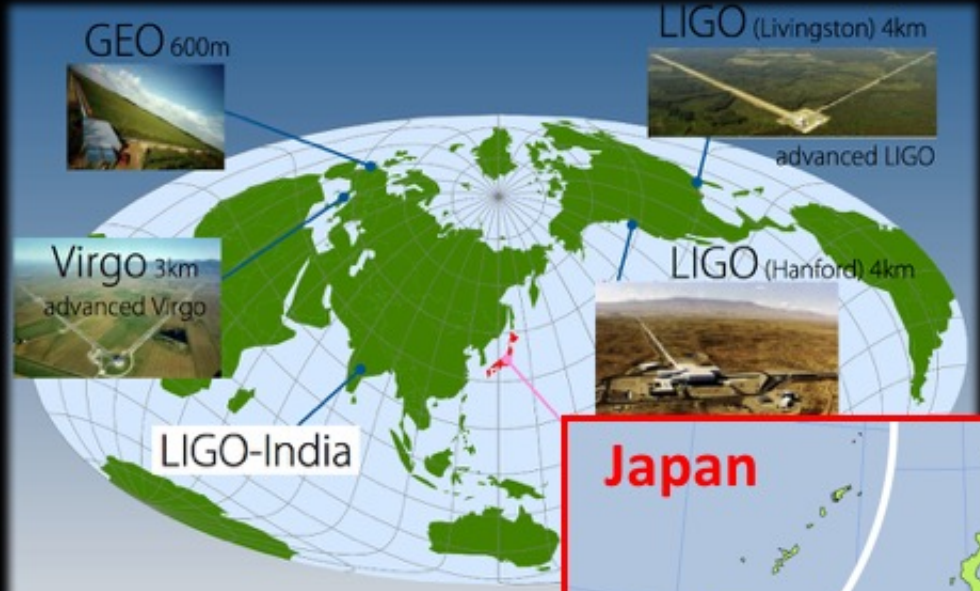 GEO 600m
LIGO (Livingston) 4km
advanced LIGO
Virgo 3km
advanced Virgo
LIGO (Hanford) 4km
LIGO-India
Japan